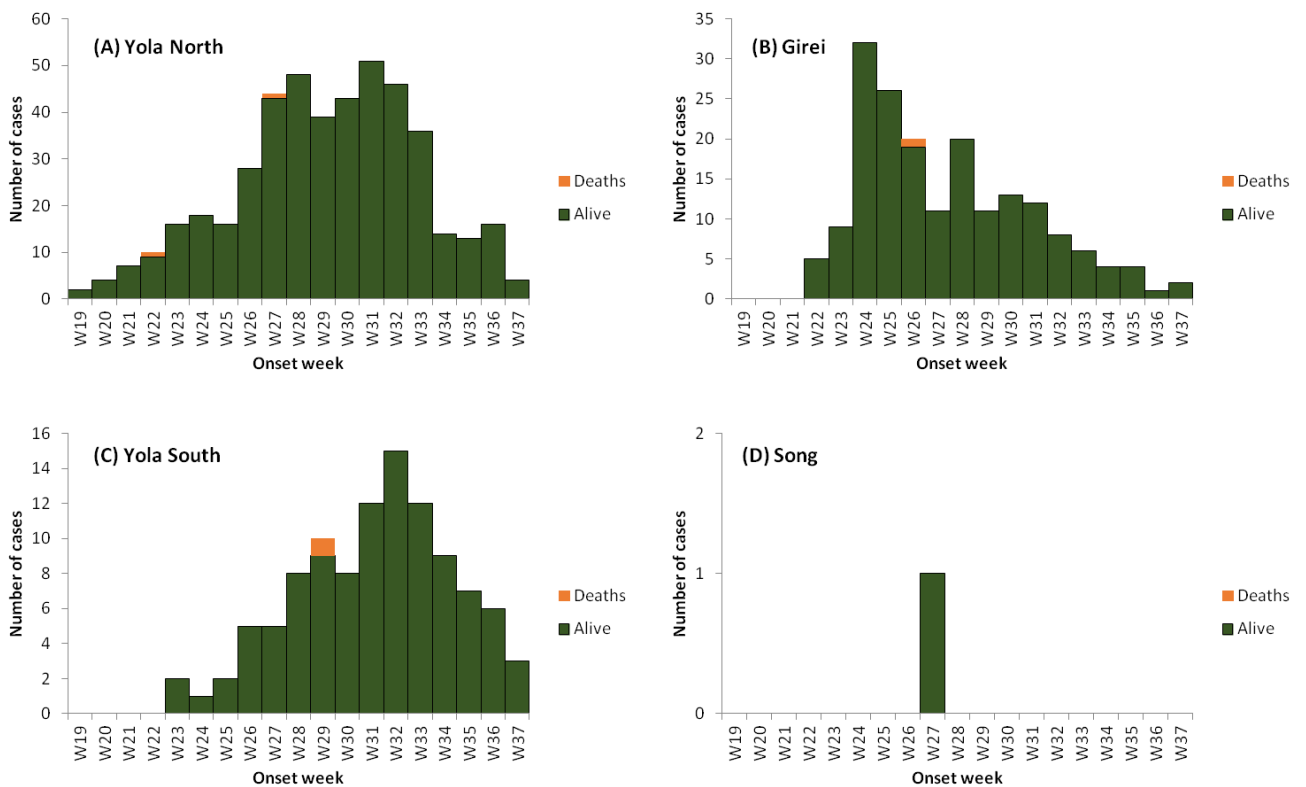 (A) Yola North
Number of cases
60
50
40
30
20
10
0
W19 W20 W21 W22 W23 W24 W25 W26 W27 W28 W29 W30 W31 W32 W33 W34 W35 W36 W37
Onset week
Deaths
Alive
(B) Girei
Number of cases
35
30
25
20
15
10
5
0
W19 W20 W21 W22 W23 W24 W25 W26 W27 W28 W29 W30 W31 W32 W33 W34 W35 W36 W37
Onset week
Deaths
Alive
(C) Yola South
Number of cases
16
14
12
10
8
6
4
2
0
W19 W20 W21 W22 W23 W24 W25 W26 W27 W28 W29 W30 W31 W32 W33 W34 W35 W36 W37
Onset week
Deaths
Alive
(D) Song
Number of cases
2
1
0
W19 W20 W21 W22 W23 W24 W25 W26 W27 W28 W29 W30 W31 W32 W33 W34 W35 W36 W37
Onset week
Deaths
Alive